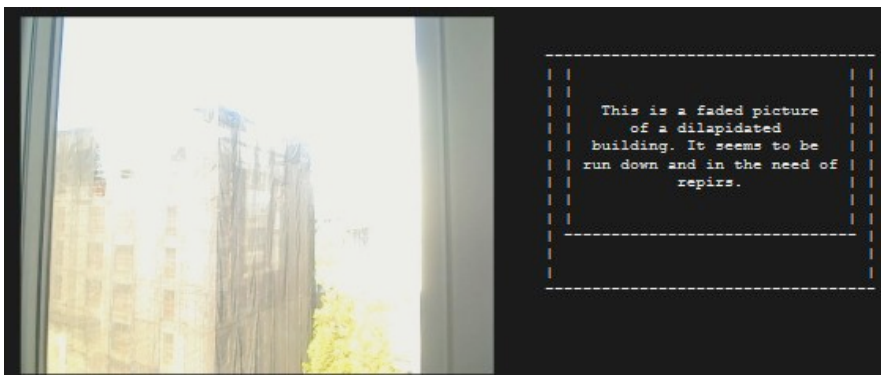 This is a faded picture
of a dilapidated
building. It seems to be
run down and in the need of
repirs.